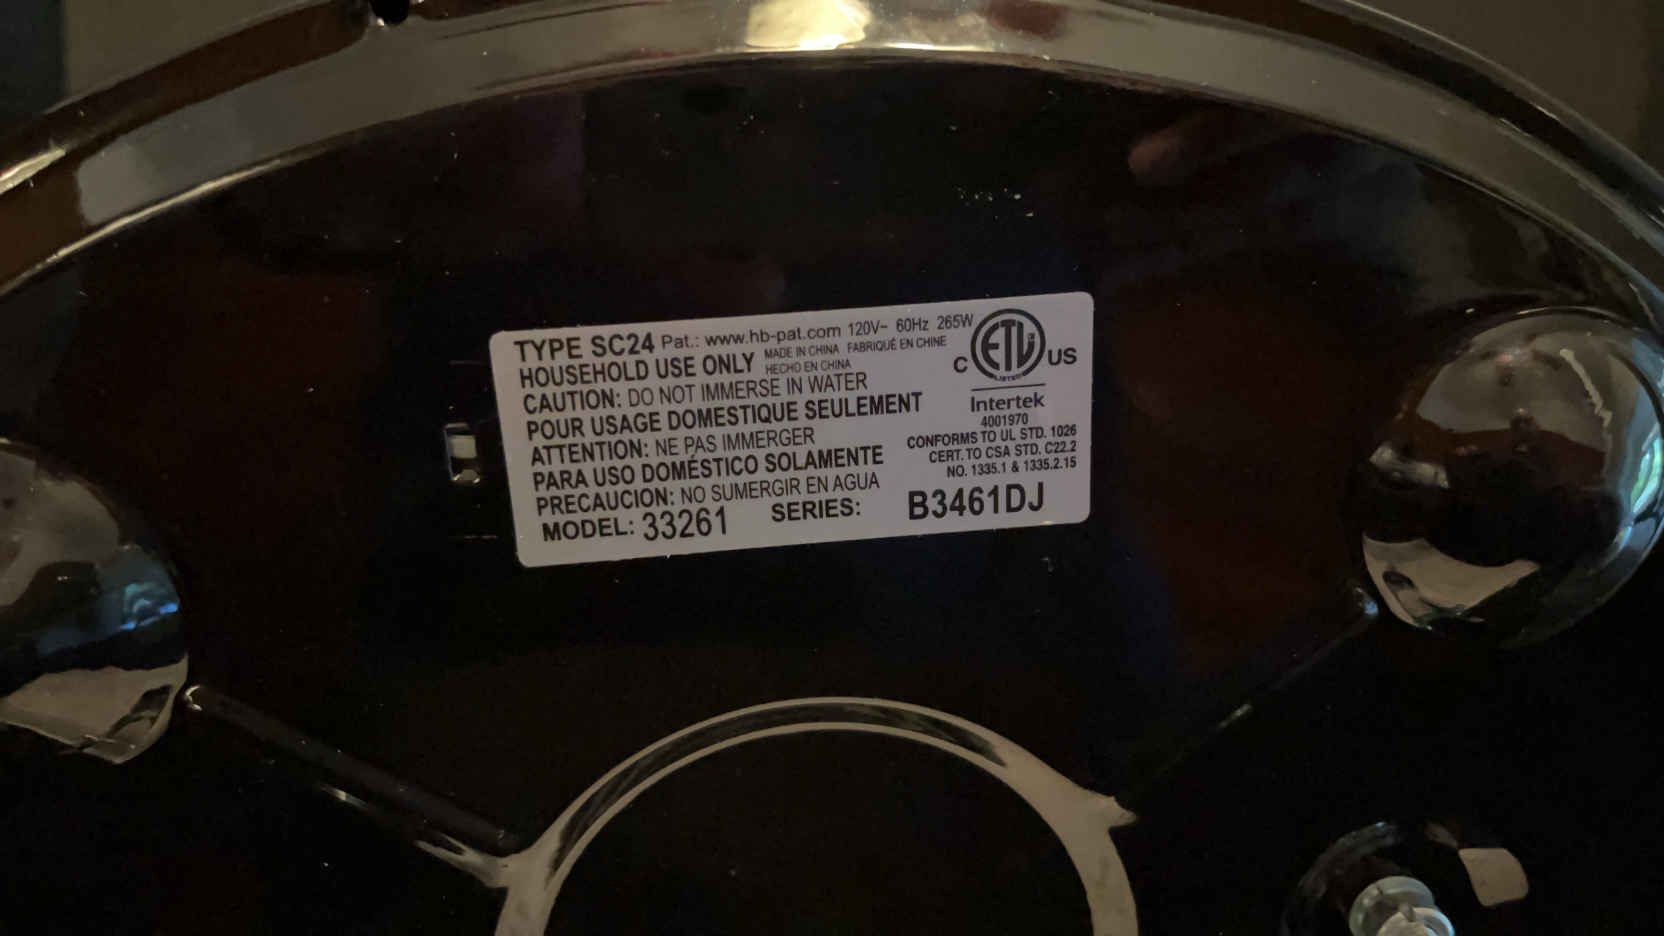 TYPE SC24 Pat.: www.hb-pat.com 120V~ 60Hz 265W
HOUSEHOLD USE ONLY MADE IN CHINA FABRIQUÉ EN CHINE
HECHO EN CHINA
CAUTION: DO NOT IMMERSE IN WATER
POUR USAGE DOMESTIQUE SEULEMENT
ATTENTION: NE PAS IMMERGER
PARA USO DOMÉSTICO SOLAMENTE
PRECAUCION: NO SUMERGIR EN AGUA
MODEL: 33261 SERIES: B3461DJ
C ETL US
LISTED
Intertek
4001970
CONFORMS TO UL STD. 1026
CERT. TO CSA STD. C22.2
NO. 1335.1 & 1335.2.15